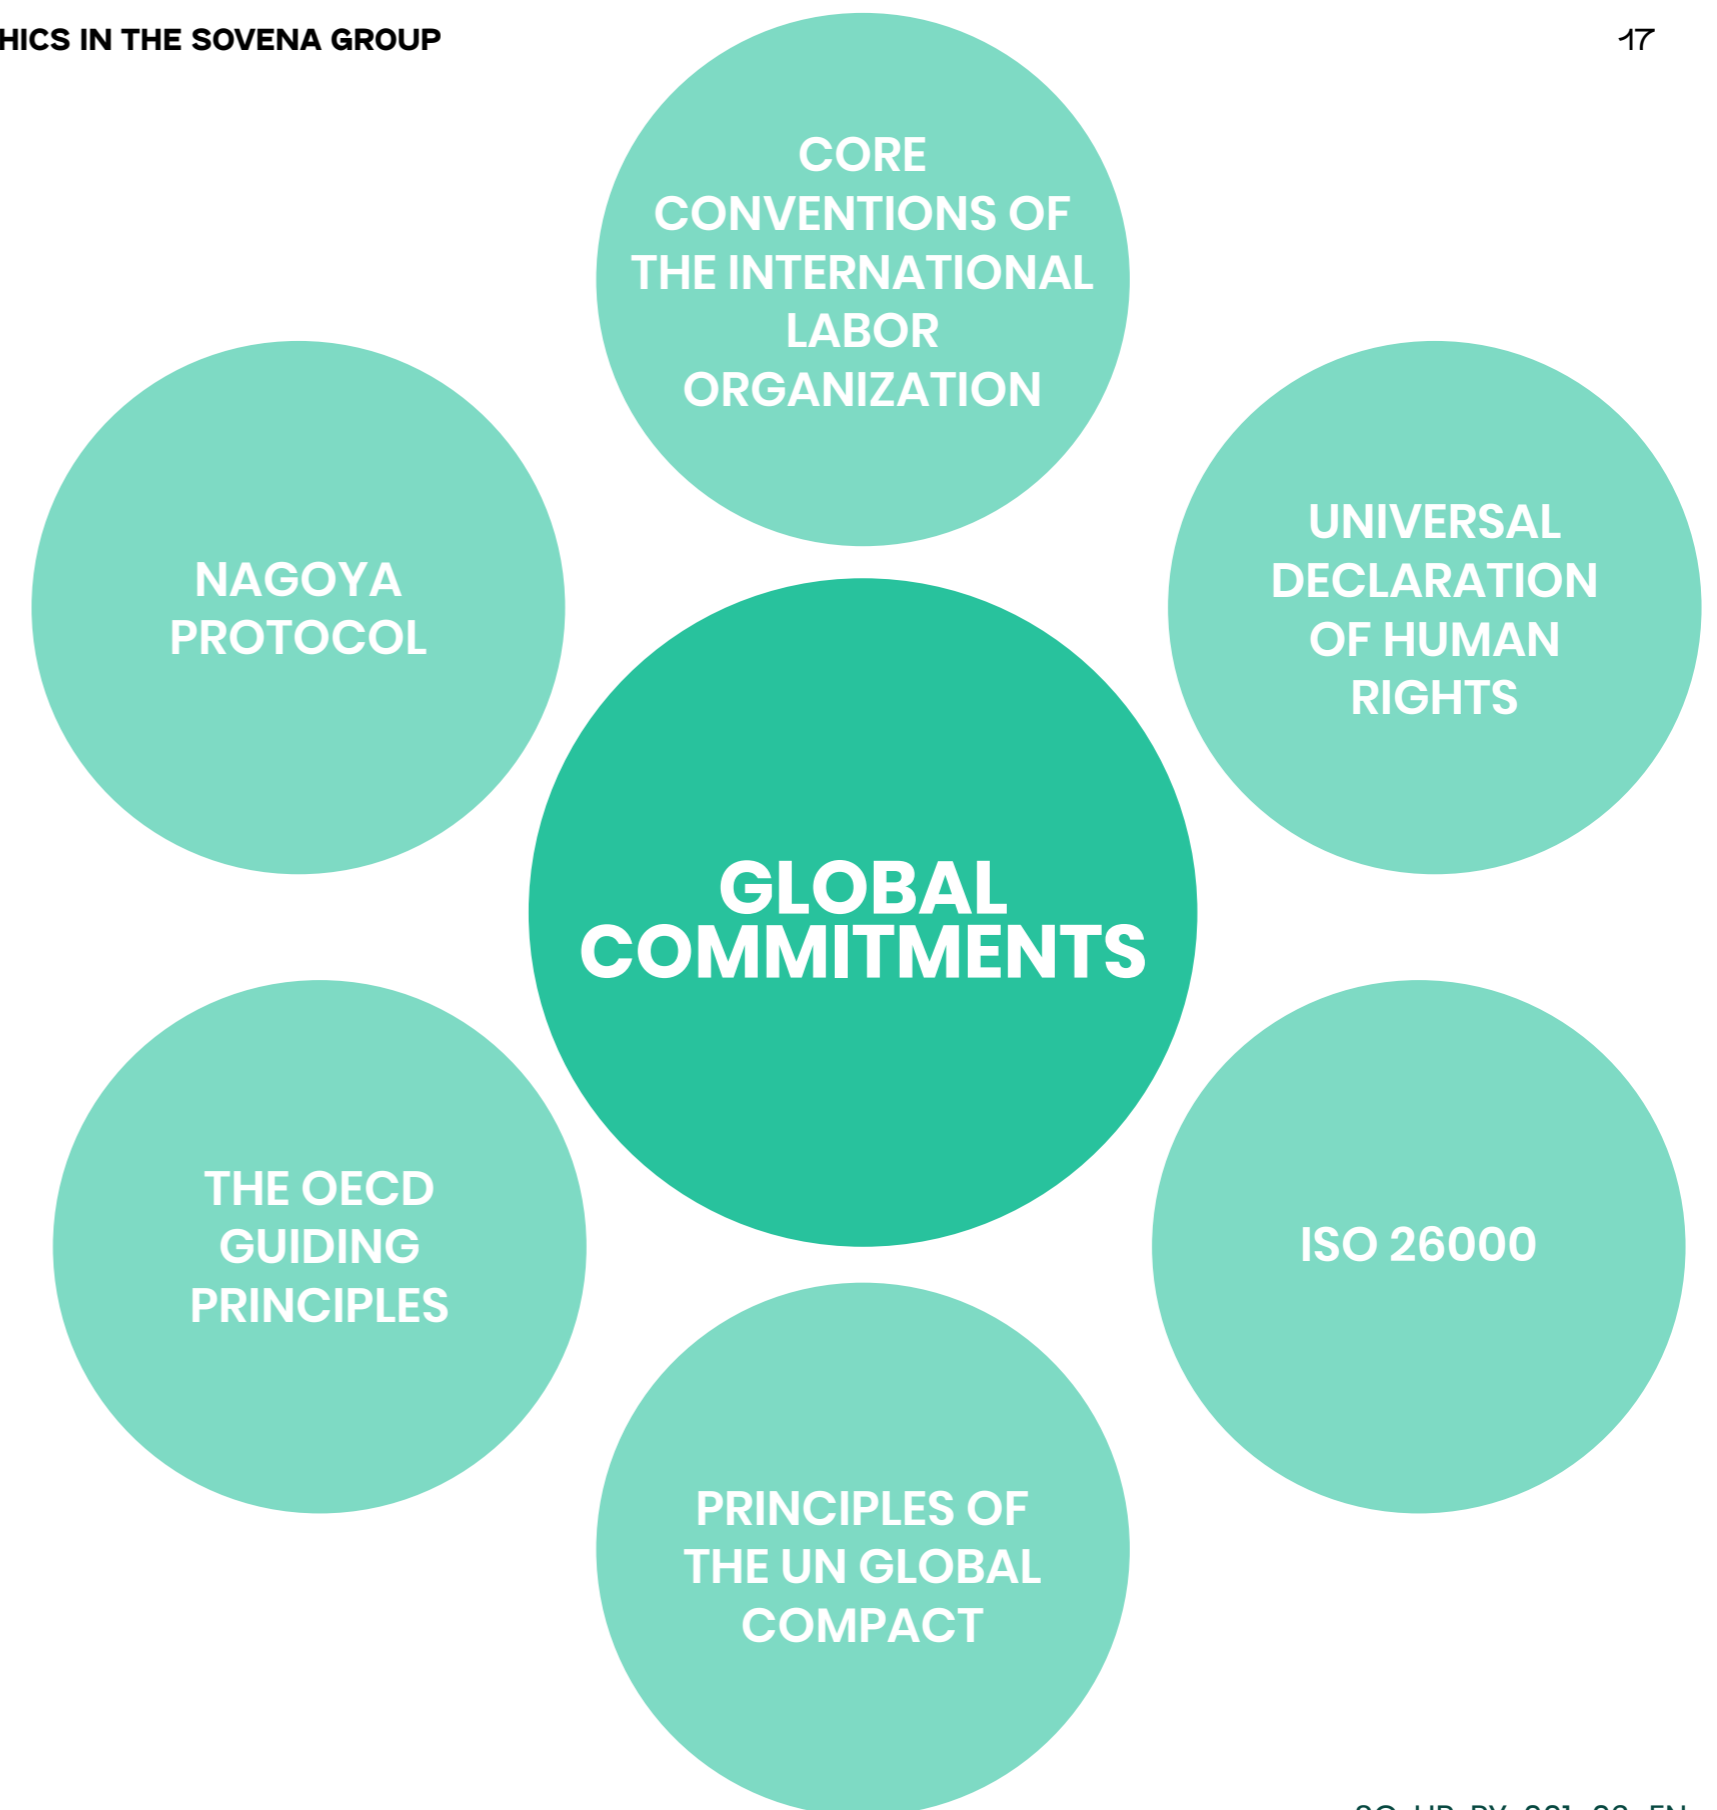 HICS IN THE SOVENA GROUP
17
CORE
CONVENTIONS OF
THE INTERNATIONAL
LABOR
ORGANIZATION
UNIVERSAL
DECLARATION
OF HUMAN
RIGHTS
NAGOYA
PROTOCOL
GLOBAL
COMMITMENTS
THE OECD
GUIDING
PRINCIPLES
ISO 26000
PRINCIPLES OF
THE UN GLOBAL
COMPACT